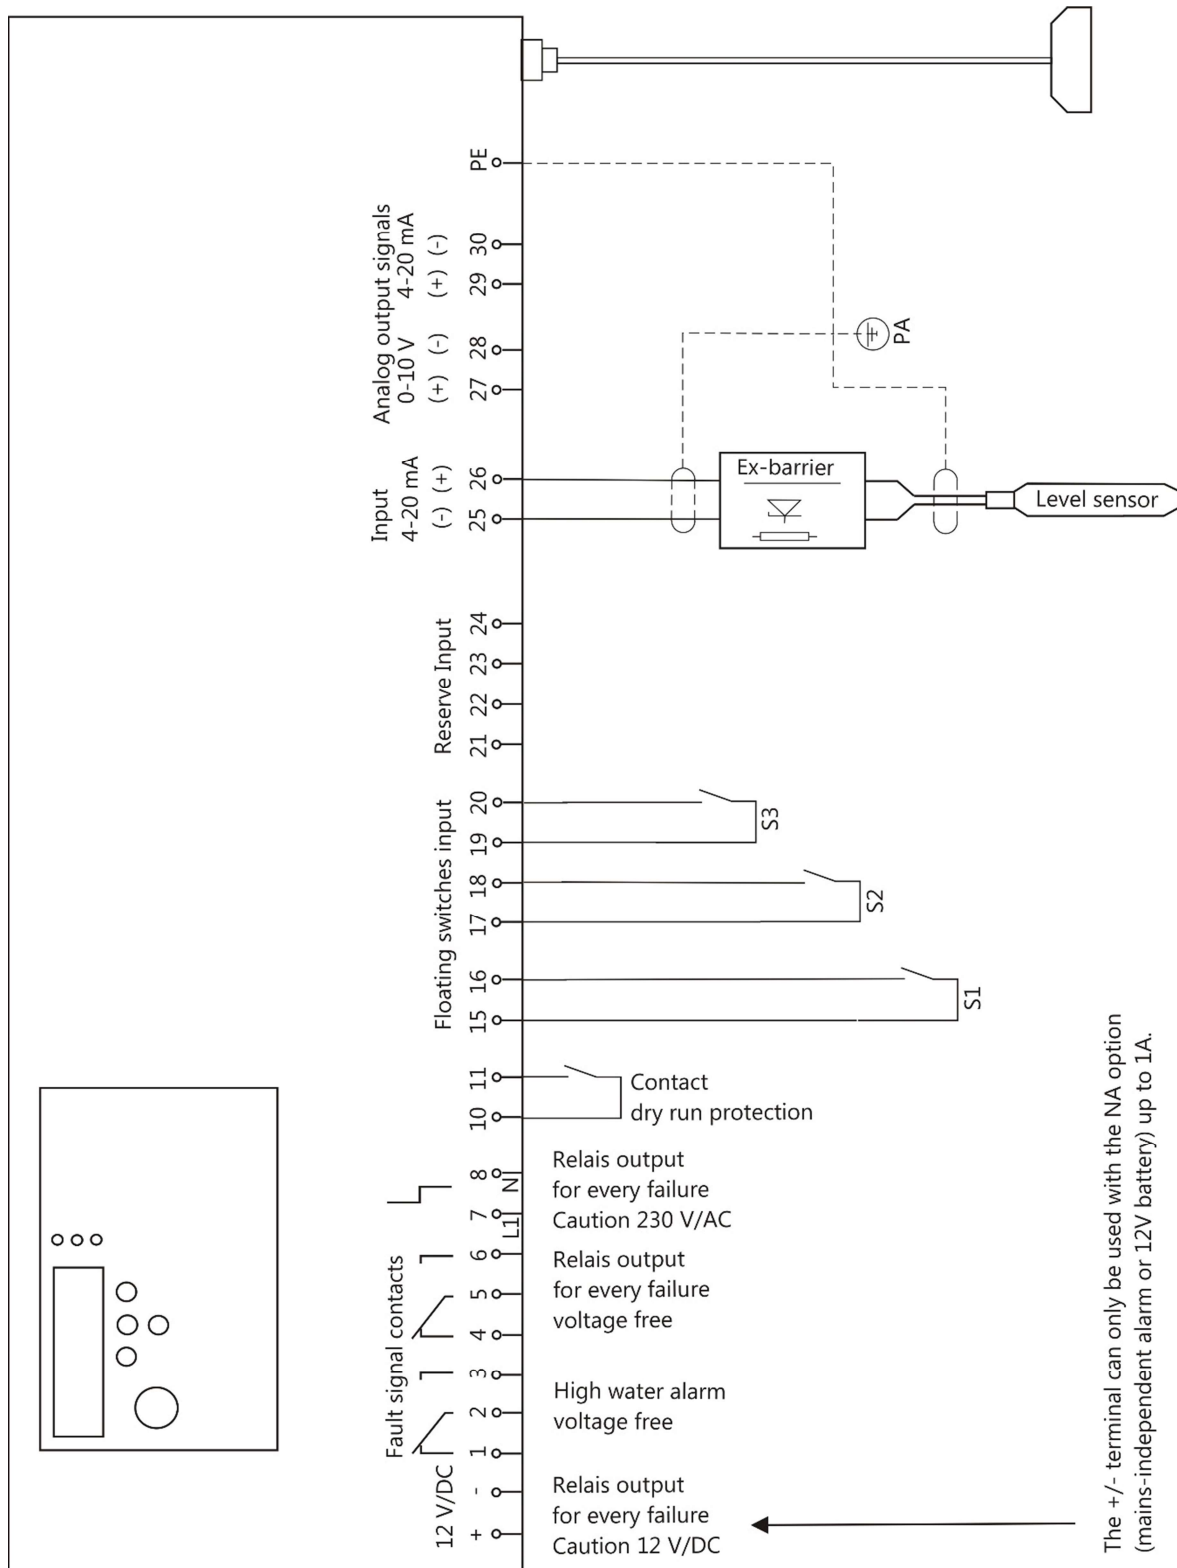 PE
Analog output signals
0-10 V 4-20 mA
(+) (-) (+) (-)
27 28 29 30
PA
Input
4-20 mA
(-) (+)
25 26
Ex-barrier
Level sensor
Reserve Input
21 22 23 24
Floating switches input
15 16 17 18 19 20
S3
S2
S1
10 11
Contact
dry run protection
7 8
L1 N
Relais output
for every failure
Caution 230 V/AC
Fault signal contacts
4 5 6
Relais output
for every failure
voltage free
1 2 3
High water alarm
voltage free
12 V/DC
+ -
Relais output
for every failure
Caution 12 V/DC
The +/- terminal can only be used with the NA option
(mains-independent alarm or 12V battery) up to 1A.